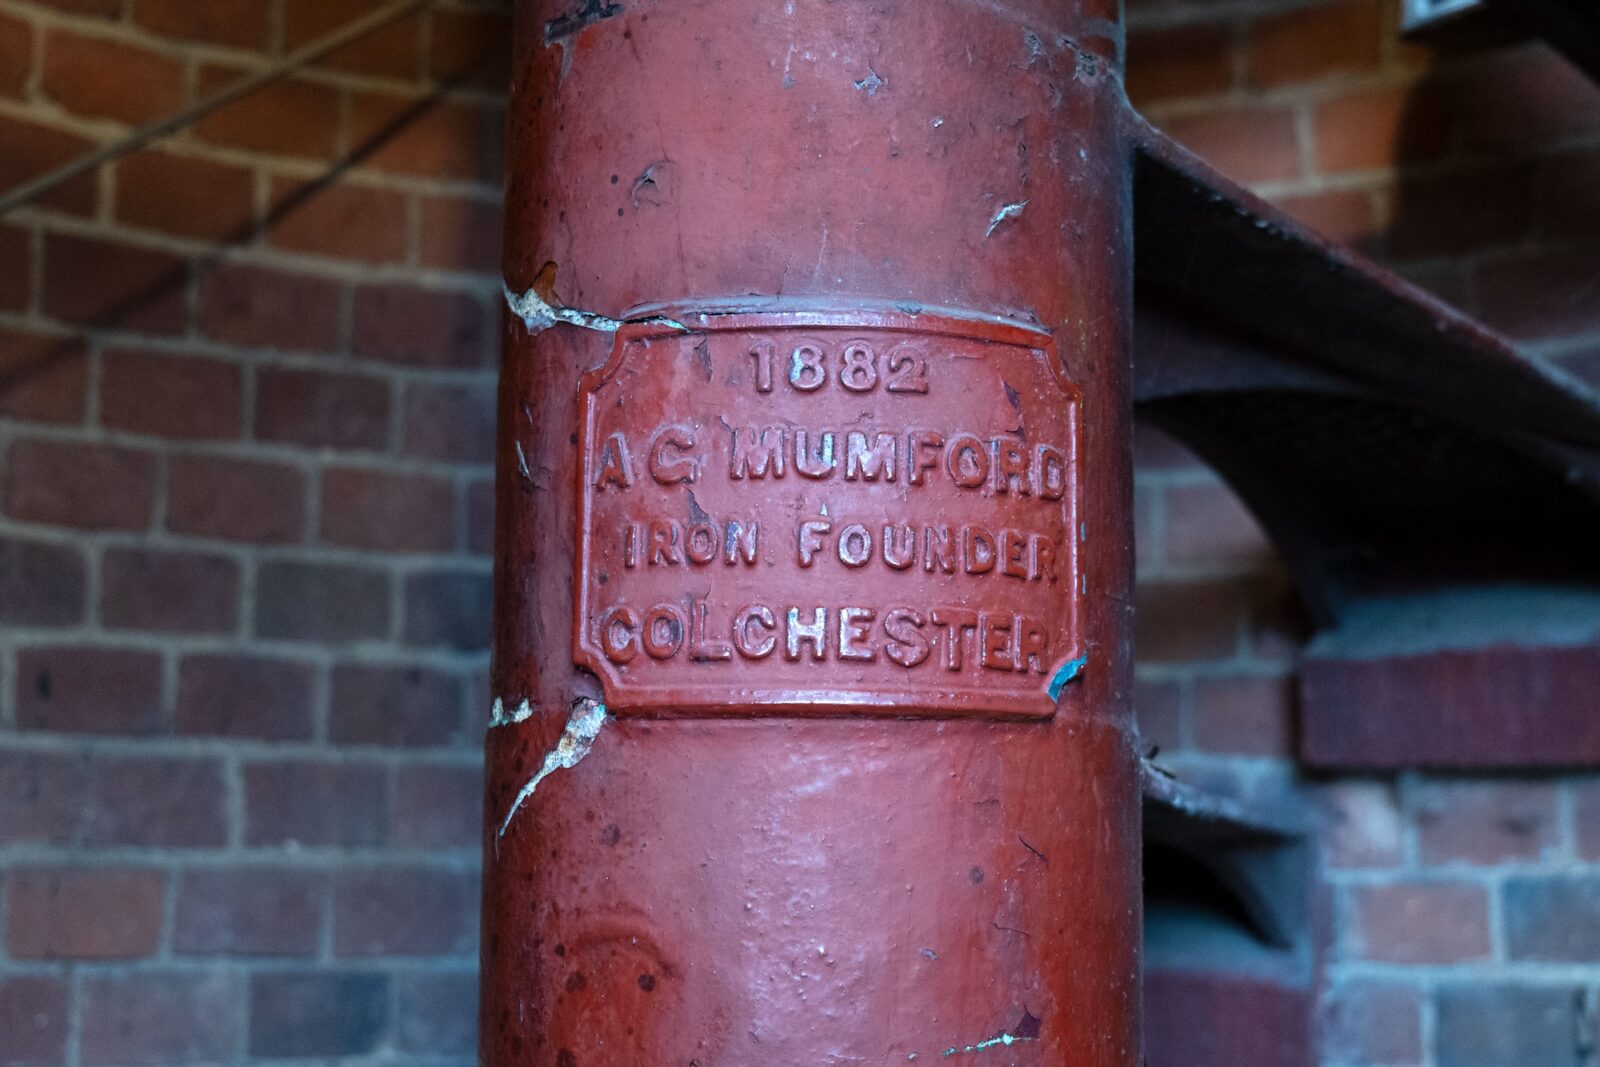 1882
A G MUMFORD
IRON FOUNDER
COLCHESTER